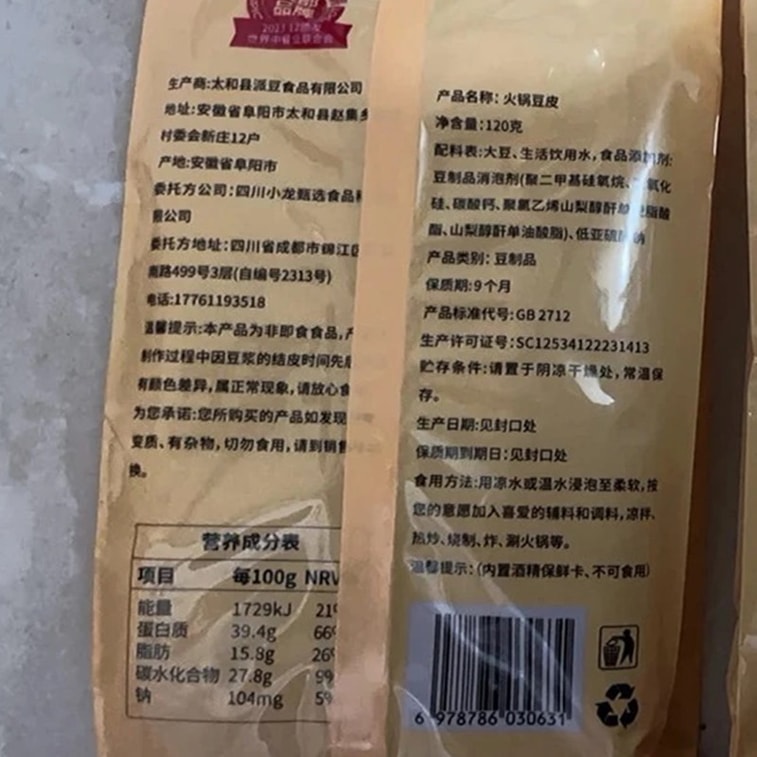 2023 12
生产商:太和县派豆食品有限公司
地址:安徽省阜阳市太和县赵集乡
村委会新庄12户
产地:安徽省阜阳市
委托方公司:四川小龙甄选食品
限公司
委托方地址:四川省成都市锦江区
南路499号3层(自编号2313号)
电话:17761193518
温馨提示:本产品为非即食食品,
制作过程中因豆浆的结皮时间先后
有颜色差异,属正常现象,请放心食
为您承诺:您所购买的产品如发现
变质、有杂物,切勿食用,请到销售
换。
营养成分表
项目 每100g NRV
能量 1729kJ 21
蛋白质 39.4g 66
脂肪 15.8g 26
碳水化合物 27.8g 9%
钠 104mg 5%
产品名称: 火锅豆皮
净含量:120克
配料表:大豆、生活饮用水,食品添加剂:
豆制品消泡剂(聚二甲基硅氧烷、二氧化
硅、碳酸钙、聚氧乙烯山梨醇酐单硬脂酸
酯、山梨醇酐单油酸脂)、低亚硫酸钠
产品类别: 豆制品
保质期:9个月
产品标准代号:GB 2712
生产许可证号:SC12534122231413
贮存条件:请置于阴凉干燥处,常温保
存。
生产日期:见封口处
保质期到期日:见封口处
食用方法:用凉水或温水浸泡至柔软,按
您的意愿加入喜爱的辅料和调料,凉拌、
炝炒、烧制、炸、涮火锅等。
温馨提示:(内置酒精保鲜卡、不可食用)
6 978786 030631